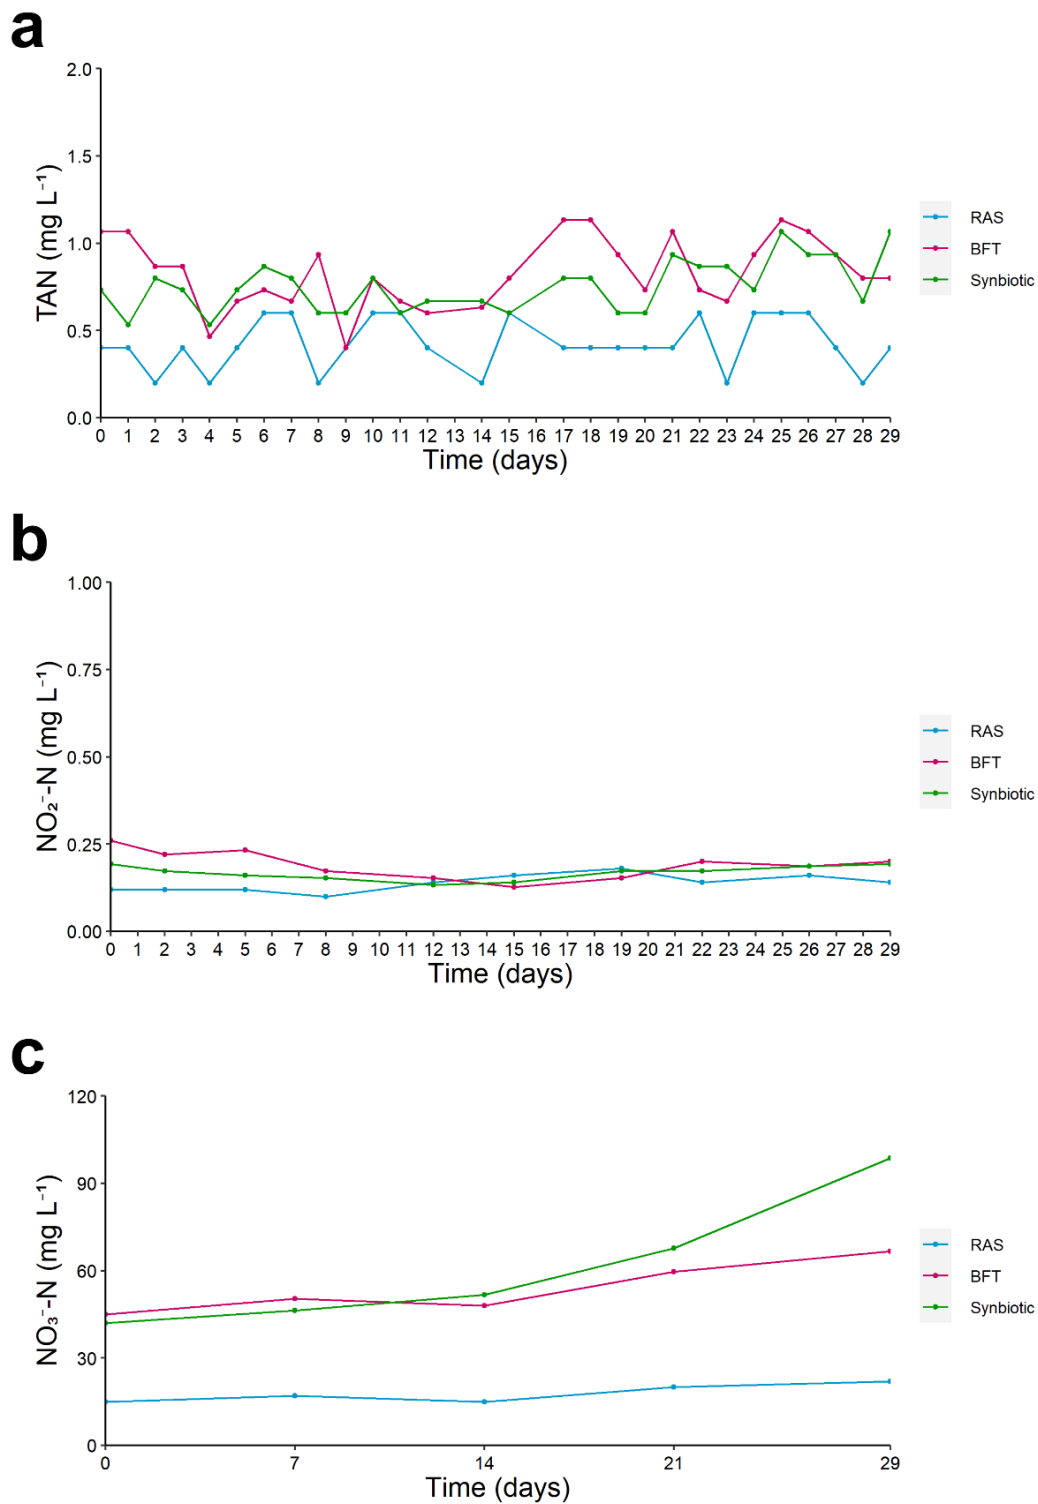 a
2.0
1.5
1.0
0.5
0.0
TAN (mg L⁻¹)
0 1 2 3 4 5 6 7 8 9 10 11 12 13 14 15 16 17 18 19 20 21 22 23 24 25 26 27 28 29
Time (days)
RAS
BFT
Synbiotic
b
1.00
0.75
0.50
0.25
0.00
NO₂⁻-N (mg L⁻¹)
0 1 2 4 5 6 8 9 10 11 12 13 14 15 16 17 18 19 20 21 22 23 24 25 26 27 28 29
Time (days)
RAS
BFT
Synbiotic
c
120
90
60
30
0
NO₃⁻-N (mg L⁻¹)
0 7 14 21 29
Time (days)
RAS
BFT
Synbiotic